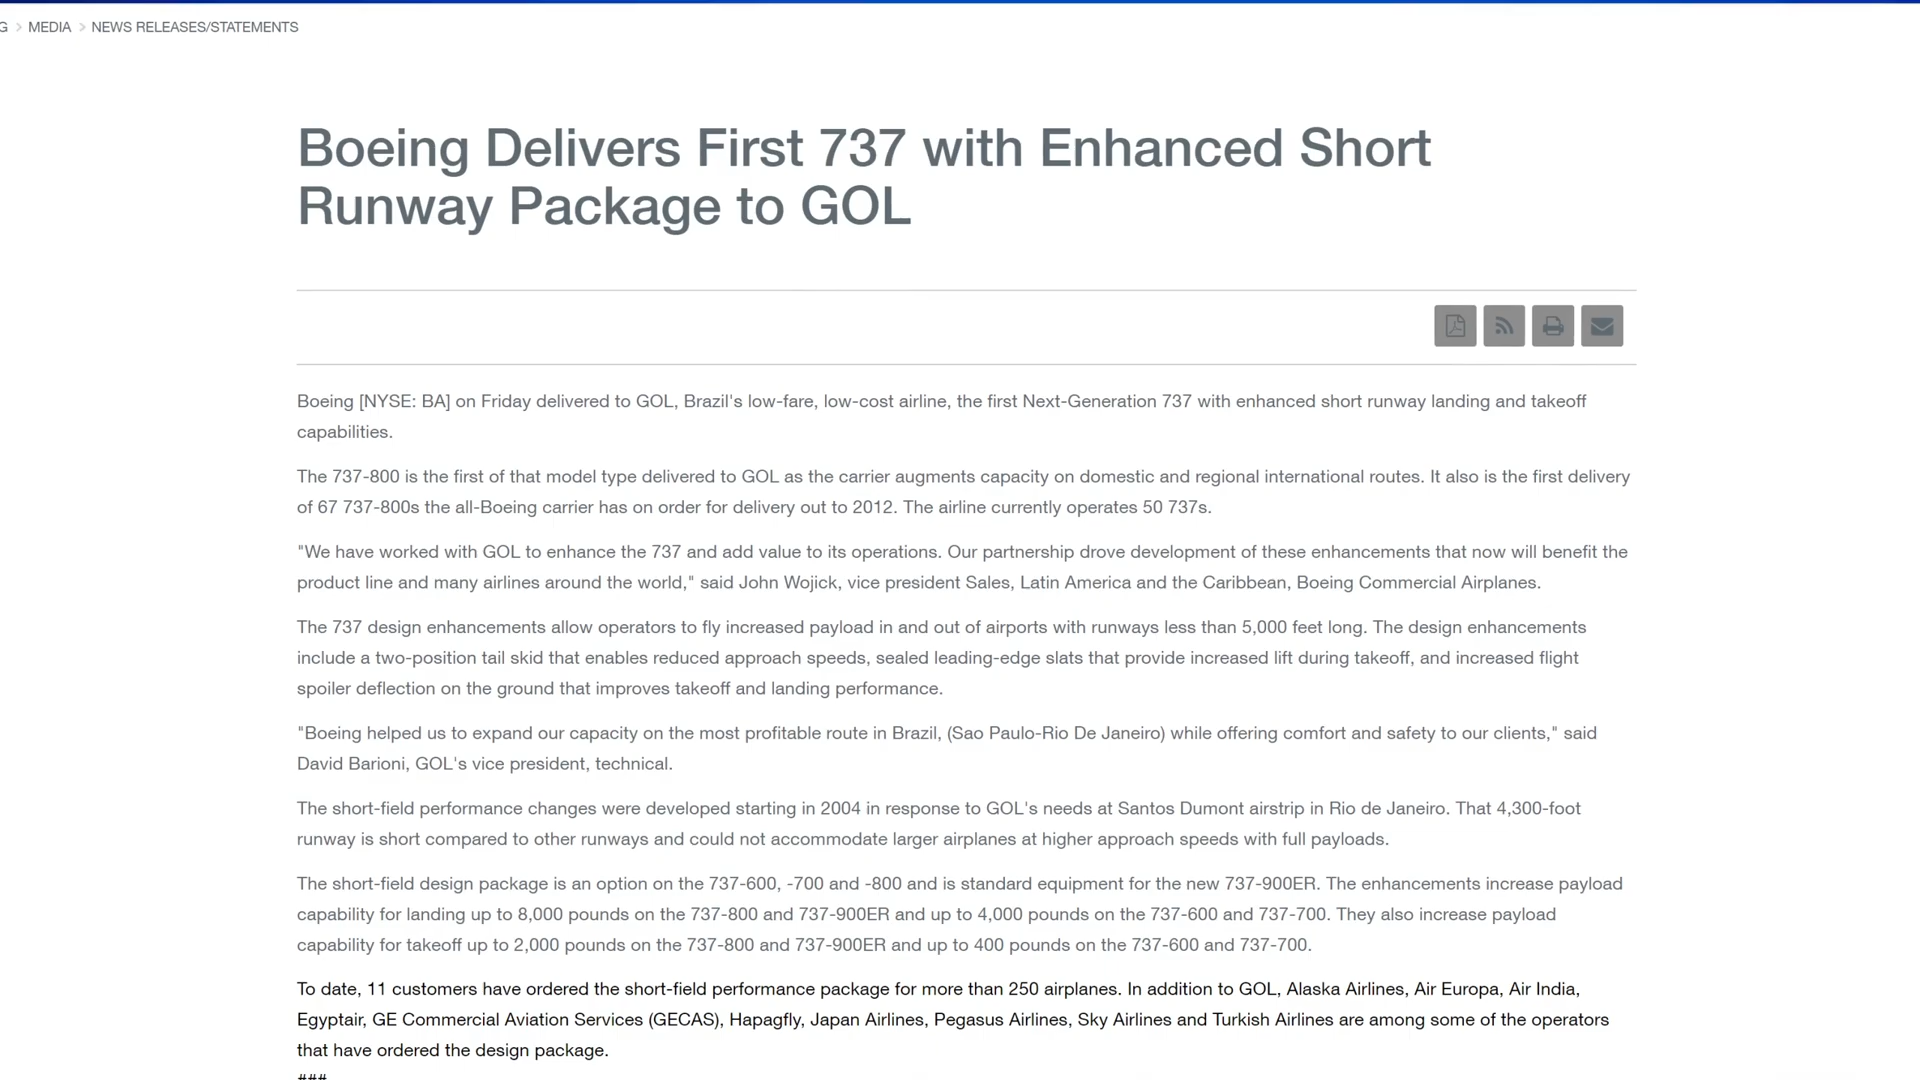 G > MEDIA > NEWS RELEASES/STATEMENTS
Boeing Delivers First 737 with Enhanced Short
Runway Package to GOL
Boeing [NYSE: BA] on Friday delivered to GOL, Brazil's low-fare, low-cost airline, the first Next-Generation 737 with enhanced short runway landing and takeoff
capabilities.
The 737-800 is the first of that model type delivered to GOL as the carrier augments capacity on domestic and regional international routes. It also is the first delivery
of 67 737-800s the all-Boeing carrier has on order for delivery out to 2012. The airline currently operates 50 737s.
"We have worked with GOL to enhance the 737 and add value to its operations. Our partnership drove development of these enhancements that now will benefit the
product line and many airlines around the world," said John Wojick, vice president Sales, Latin America and the Caribbean, Boeing Commercial Airplanes.
The 737 design enhancements allow operators to fly increased payload in and out of airports with runways less than 5,000 feet long. The design enhancements
include a two-position tail skid that enables reduced approach speeds, sealed leading-edge slats that provide increased lift during takeoff, and increased flight
spoiler deflection on the ground that improves takeoff and landing performance.
"Boeing helped us to expand our capacity on the most profitable route in Brazil, (Sao Paulo-Rio De Janeiro) while offering comfort and safety to our clients," said
David Barioni, GOL's vice president, technical.
The short-field performance changes were developed starting in 2004 in response to GOL's needs at Santos Dumont airstrip in Rio de Janeiro. That 4,300-foot
runway is short compared to other runways and could not accommodate larger airplanes at higher approach speeds with full payloads.
The short-field design package is an option on the 737-600, -700 and -800 and is standard equipment for the new 737-900ER. The enhancements increase payload
capability for landing up to 8,000 pounds on the 737-800 and 737-900ER and up to 4,000 pounds on the 737-600 and 737-700. They also increase payload
capability for takeoff up to 2,000 pounds on the 737-800 and 737-900ER and up to 400 pounds on the 737-600 and 737-700.
To date, 11 customers have ordered the short-field performance package for more than 250 airplanes. In addition to GOL, Alaska Airlines, Air Europa, Air India,
Egyptair, GE Commercial Aviation Services (GECAS), Hapagfly, Japan Airlines, Pegasus Airlines, Sky Airlines and Turkish Airlines are among some of the operators
that have ordered the design package.
###